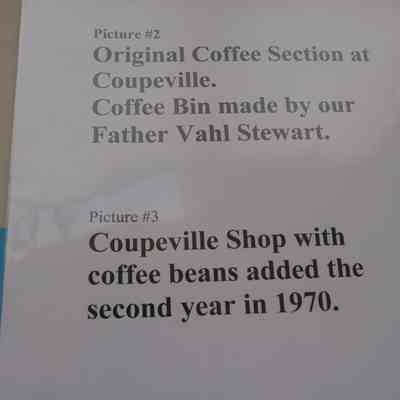 Picture #2
Original Coffee Section at
Coupeville.
Coffee Bin made by our
Father Vahl Stewart.
Picture #3
Coupeville Shop with
coffee beans added the
second year in 1970.